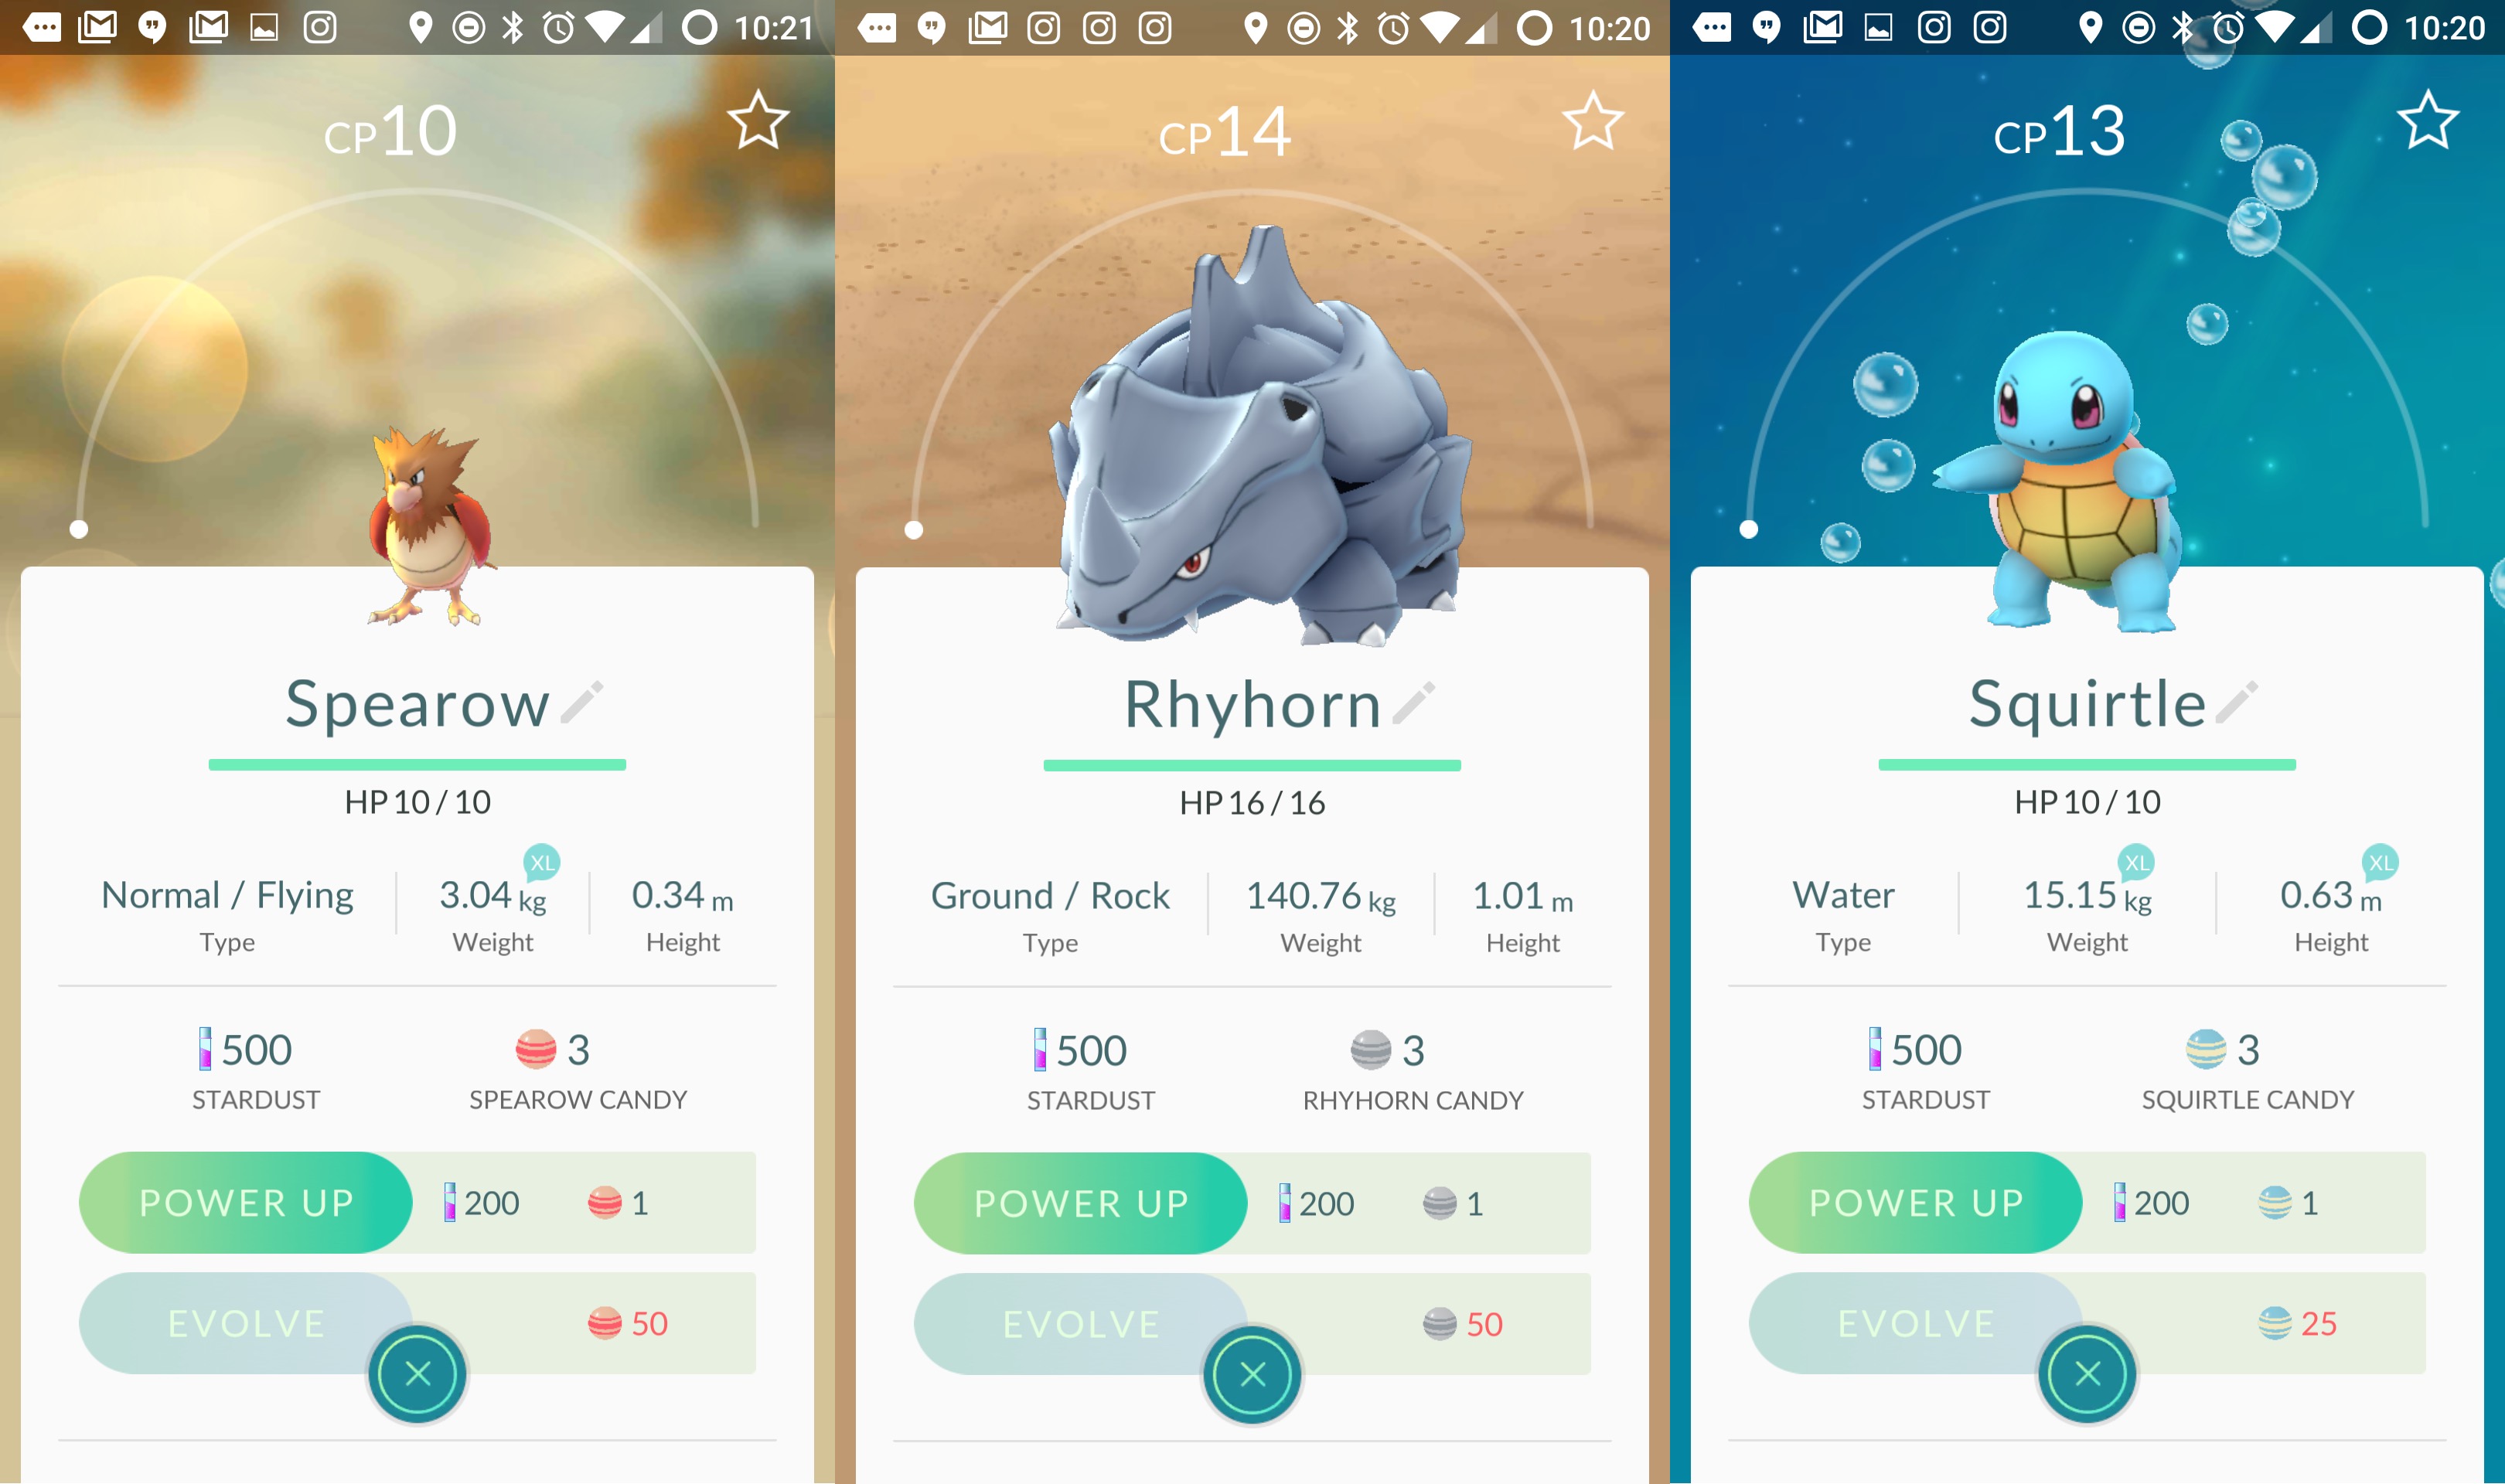 10:21
CP10
Spearow
HP 10 / 10
XL
Normal / Flying 3.04 kg 0.34 m
Type Weight Height
500 3
STARDUST SPEAROW CANDY
POWER UP 200 1
EVOLVE 50
10:20
CP14
Rhyhorn
HP 16 / 16
Ground / Rock 140.76 kg 1.01 m
Type Weight Height
500 3
STARDUST RHYHORN CANDY
POWER UP 200 1
EVOLVE 50
10:20
CP13
Squirtle
HP 10 / 10
XL XL
Water 15.15 kg 0.63 m
Type Weight Height
500 3
STARDUST SQUIRTLE CANDY
POWER UP 200 1
EVOLVE 25